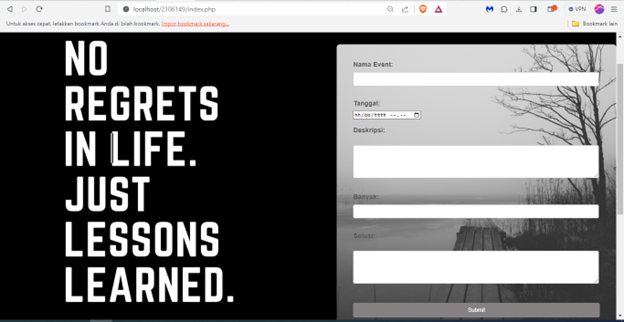 localhost/2106149/index.php
VPN
Untuk akses cepat, letakkan bookmark Anda di bilah bookmark. Impor bookmark sekarang...
Bookmark lain
NO
REGRETS
IN LIFE.
JUST
LESSONS
LEARNED.
Nama Event:
Tanggal:
hh/bb/tttt --.--
Deskripsi:
Banyak:
Solusi:
Submit